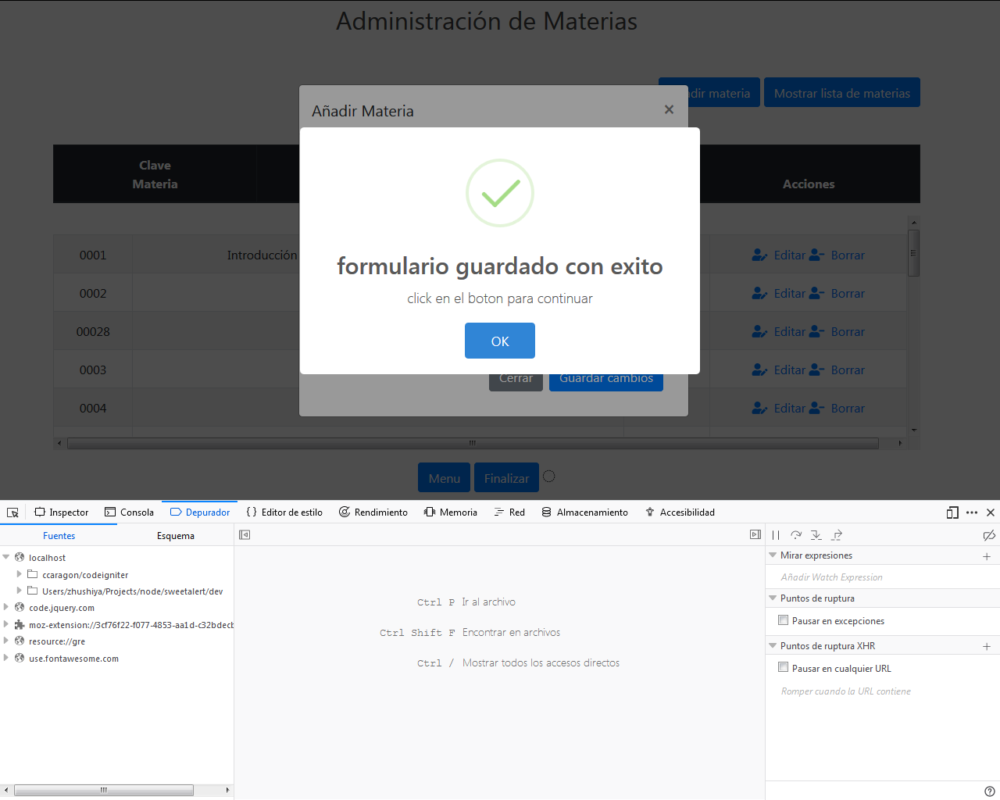 Administración de Materias
dir materia
Mostrar lista de materias
Añadir Materia
×
Clave
Materia
Acciones
formulario guardado con exito
click en el boton para continuar
OK
0001
Introducción
Editar
Borrar
0002
Editar
Borrar
00028
Editar
Borrar
0003
Editar
Borrar
Cerrar
Guardar cambios
0004
Editar
Borrar
Menu
Finalizar
Inspector
Consola
Depurador
{ } Editor de estilo
Rendimiento
Memoria
Red
Almacenamiento
Accesibilidad
Fuentes
Esquema
localhost
ccaragon/codeigniter
Users/zhushiya/Projects/node/sweetalert/dev
code.jquery.com
moz-extension://3cf76f22-f077-4853-aa1d-c32bdecb
resource://gre
use.fontawesome.com
Ctrl P Ir al archivo
Ctrl Shift F Encontrar en archivos
Ctrl / Mostrar todos los accesos directos
Mirar expresiones
Añadir Watch Expression
Puntos de ruptura
Pausar en excepciones
Puntos de ruptura XHR
Pausar en cualquier URL
Romper cuando la URL contiene